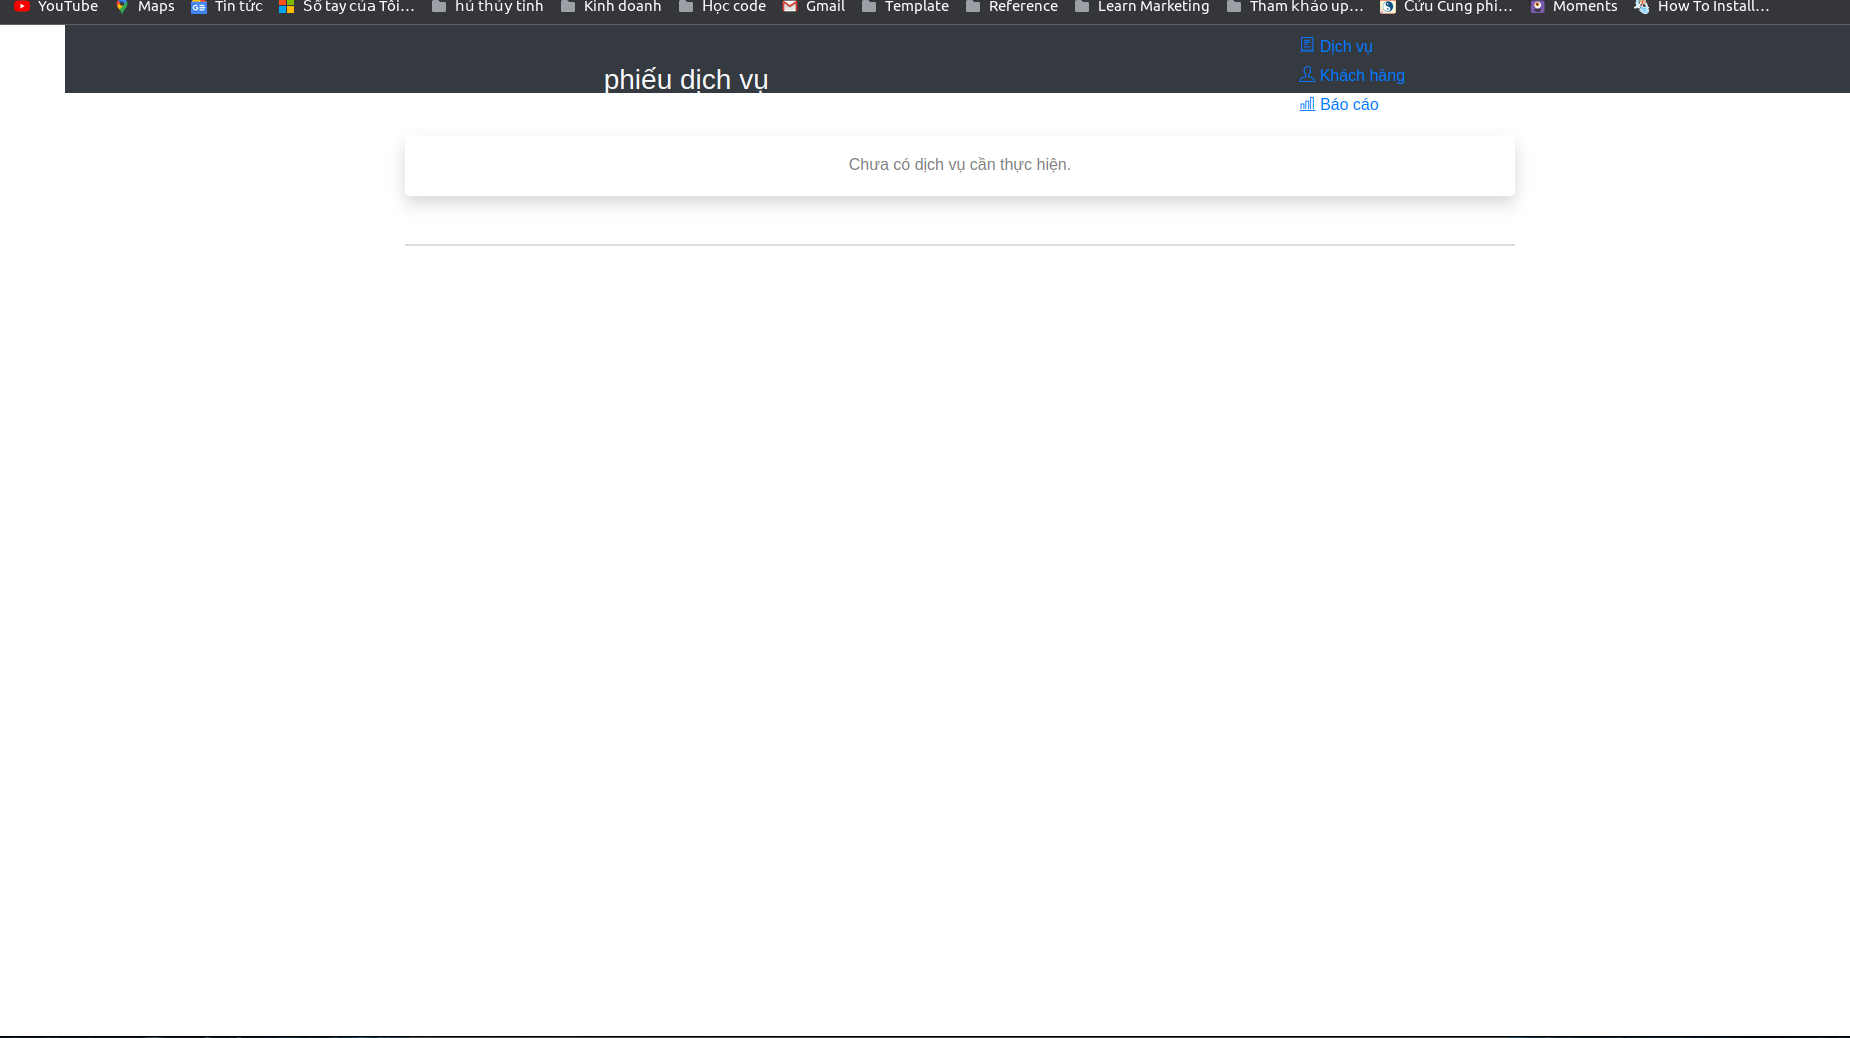 YouTube Maps Tin tức Sổ tay của Tôi... hủ thủy tinh Kinh doanh Học code Gmail Template Reference Learn Marketing Tham khảo up... Cửu Cung phi... Moments How To Install...
Dịch vụ
phiếu dịch vụ
Khách hàng
Báo cáo
Chưa có dịch vụ cần thực hiện.